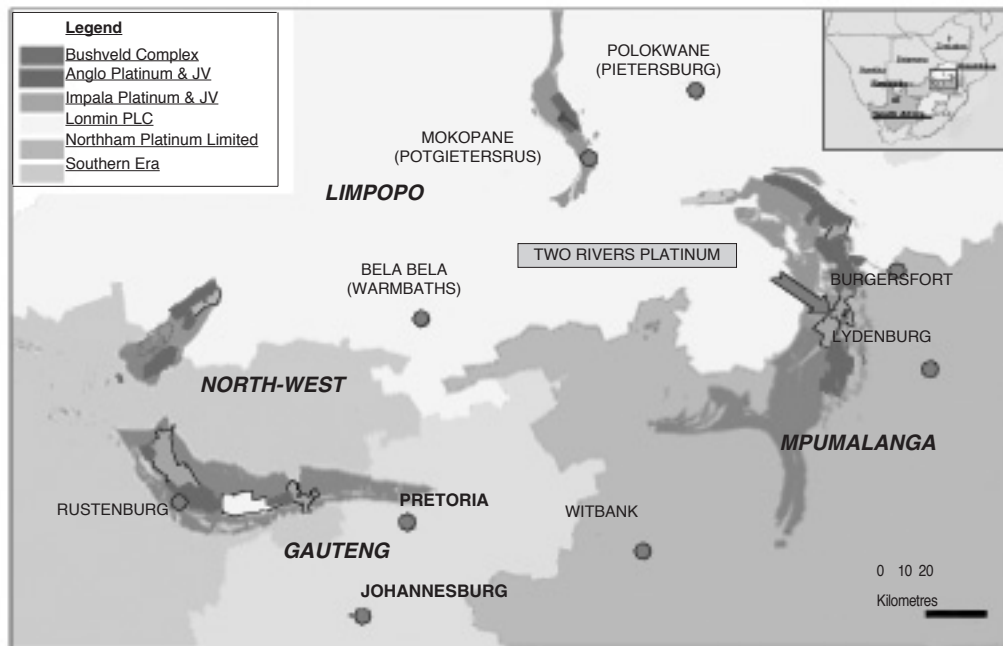 Legend
Bushveld Complex
Anglo Platinum & JV
Impala Platinum & JV
Lonmin PLC
Northham Platinum Limited
Southern Era
POLOKWANE
(PIETERSBURG)
MOKOPANE
(POTGIETERSRUS)
LIMPOPO
TWO RIVERS PLATINUM
BELA BELA
(WARMBATHS)
BURGERSFORT
LYDENBURG
NORTH-WEST
MPUMALANGA
RUSTENBURG
PRETORIA
WITBANK
GAUTENG
JOHANNESBURG
0 10 20
Kilometres